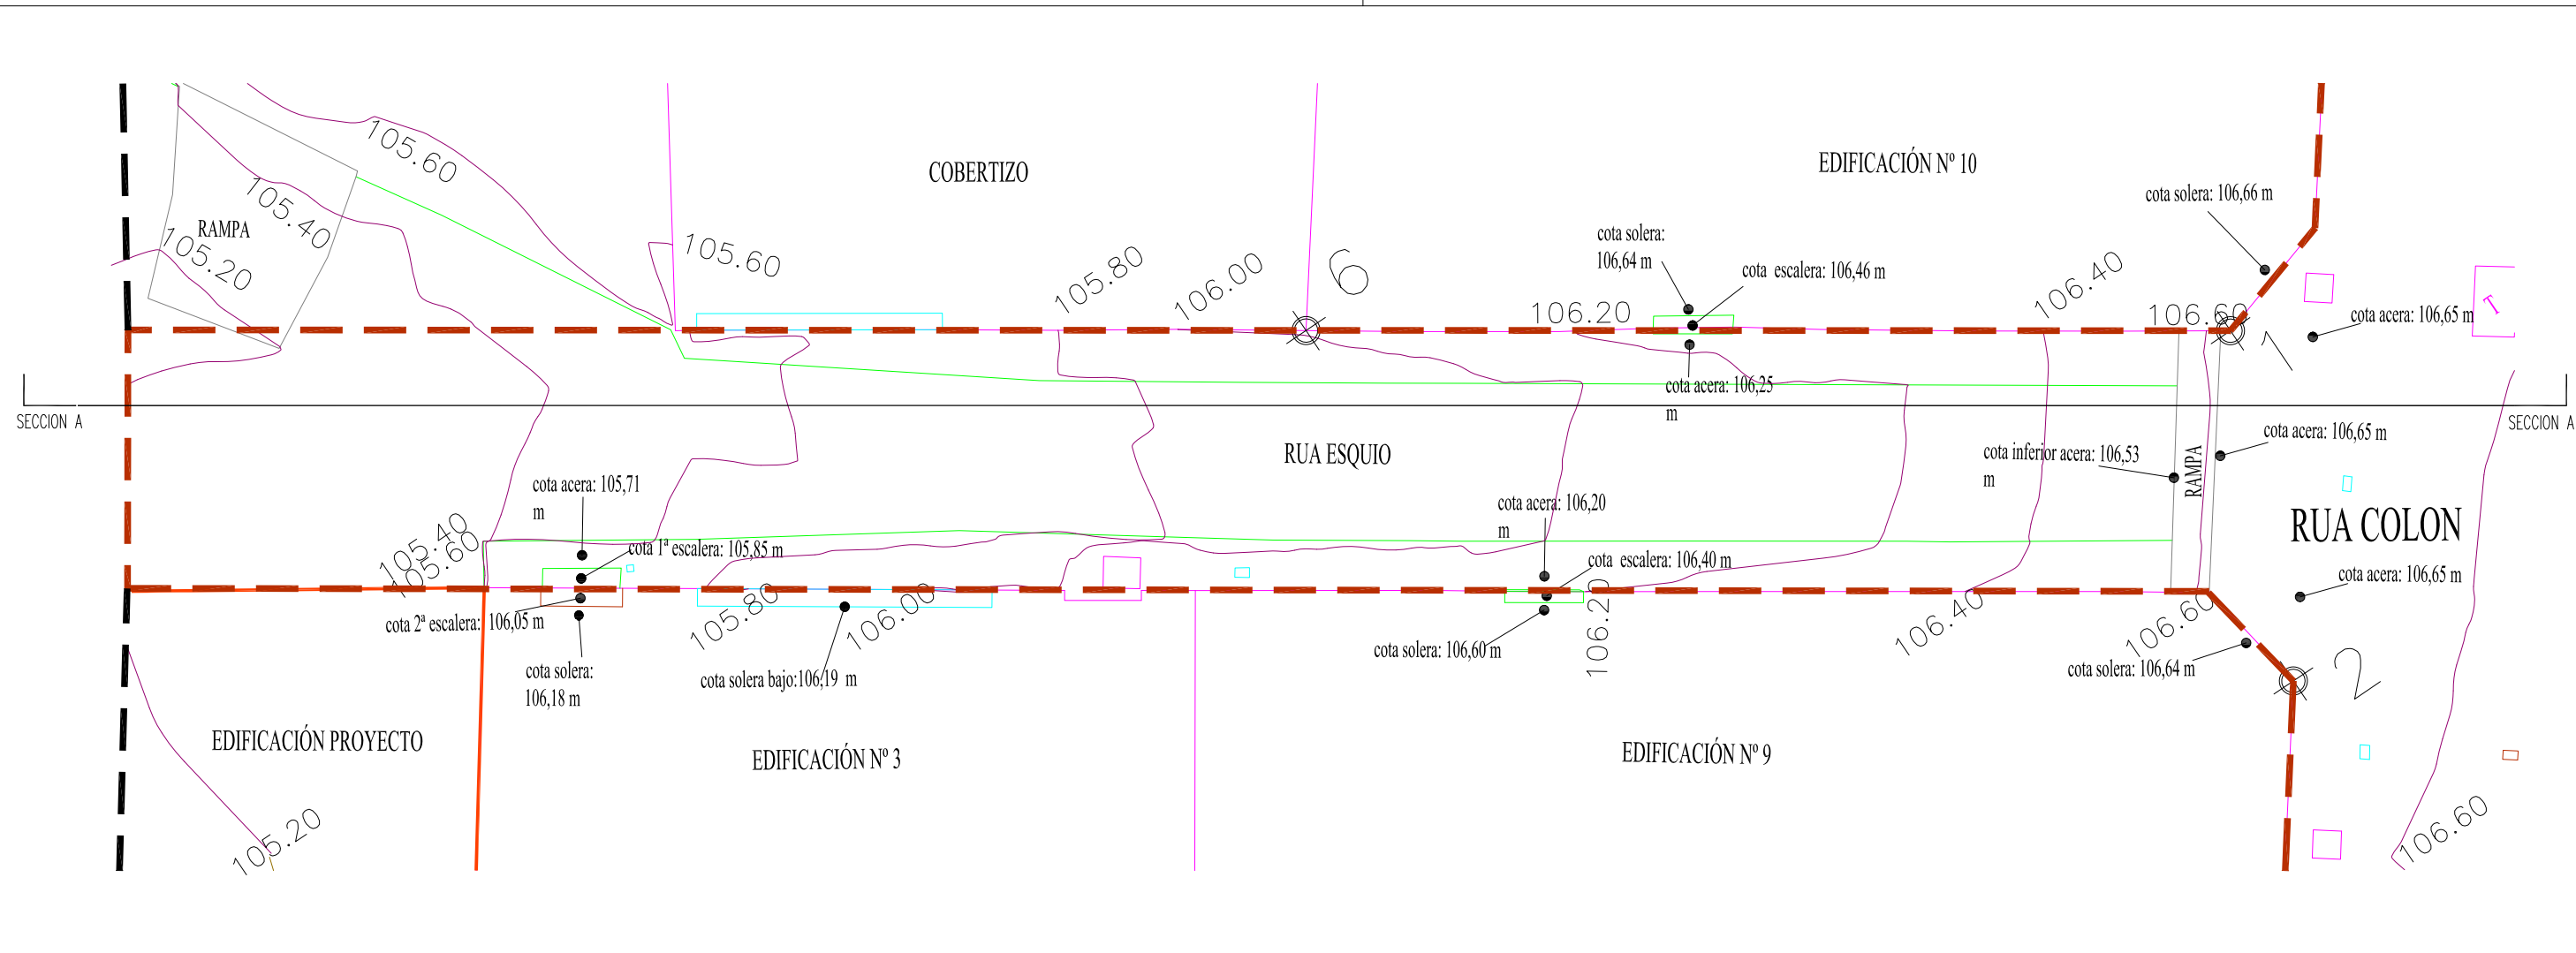 105.60
COBERTIZO
EDIFICACIÓN Nº 10
cota solera: 106,66 m
105.40
RAMPA
105.20
105.60
105.80
106.00
6
cota solera:
106,64 m
cota escalera: 106,46 m
106.20
106.40
106.60
cota acera: 106,65 m
T
1
cota acera: 106,25
m
SECCION A
SECCION A
RUA ESQUIO
cota acera: 106,65 m
cota inferior acera: 106,53
m
RAMPA
cota acera: 105,71
m
cota acera: 106,20
m
RUA COLON
105.40
105.60
cota 1ª escalera: 105,85 m
cota escalera: 106,40 m
cota acera: 106,65 m
cota 2ª escalera: 106,05 m
105.80
106.00
106.20
106.40
106.60
cota solera:
106,18 m
cota solera bajo:106,19 m
cota solera: 106,60 m
cota solera: 106,64 m
2
EDIFICACIÓN PROYECTO
EDIFICACIÓN Nº 3
EDIFICACIÓN Nº 9
105.20
106.60